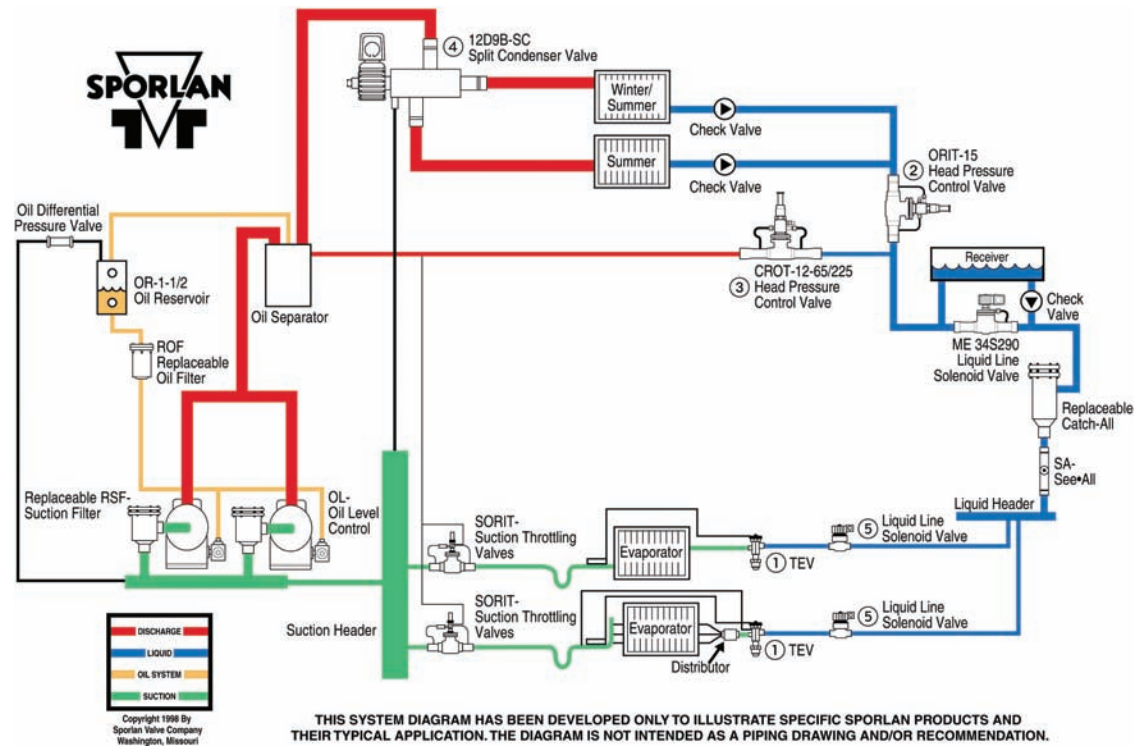 SPORLAN
④ 12D9B-SC
Split Condenser Valve
Winter/
Summer
Check Valve
Summer
Check Valve
② ORIT-15
Head Pressure
Control Valve
Oil Differential
Pressure Valve
OR-1-1/2
Oil Reservoir
Oil Separator
CROT-12-65/225
③ Head Pressure
Control Valve
Receiver
Check
Valve
ME 34S290
Liquid Line
Solenoid Valve
ROF
Replaceable
Oil Filter
Replaceable
Catch-All
SA-
See•All
Liquid Header
Replaceable RSF-
Suction Filter
OL-
Oil Level
Control
SORIT-
Suction Throttling
Valves
Evaporator
① TEV
⑤ Liquid Line
Solenoid Valve
Suction Header
SORIT-
Suction Throttling
Valves
Evaporator
Distributor
① TEV
⑤ Liquid Line
Solenoid Valve
DISCHARGE
LIQUID
OIL SYSTEM
SUCTION
Copyright 1998 By
Sporlan Valve Company
Washington, Missouri
THIS SYSTEM DIAGRAM HAS BEEN DEVELOPED ONLY TO ILLUSTRATE SPECIFIC SPORLAN PRODUCTS AND
THEIR TYPICAL APPLICATION. THE DIAGRAM IS NOT INTENDED AS A PIPING DRAWING AND/OR RECOMMENDATION.